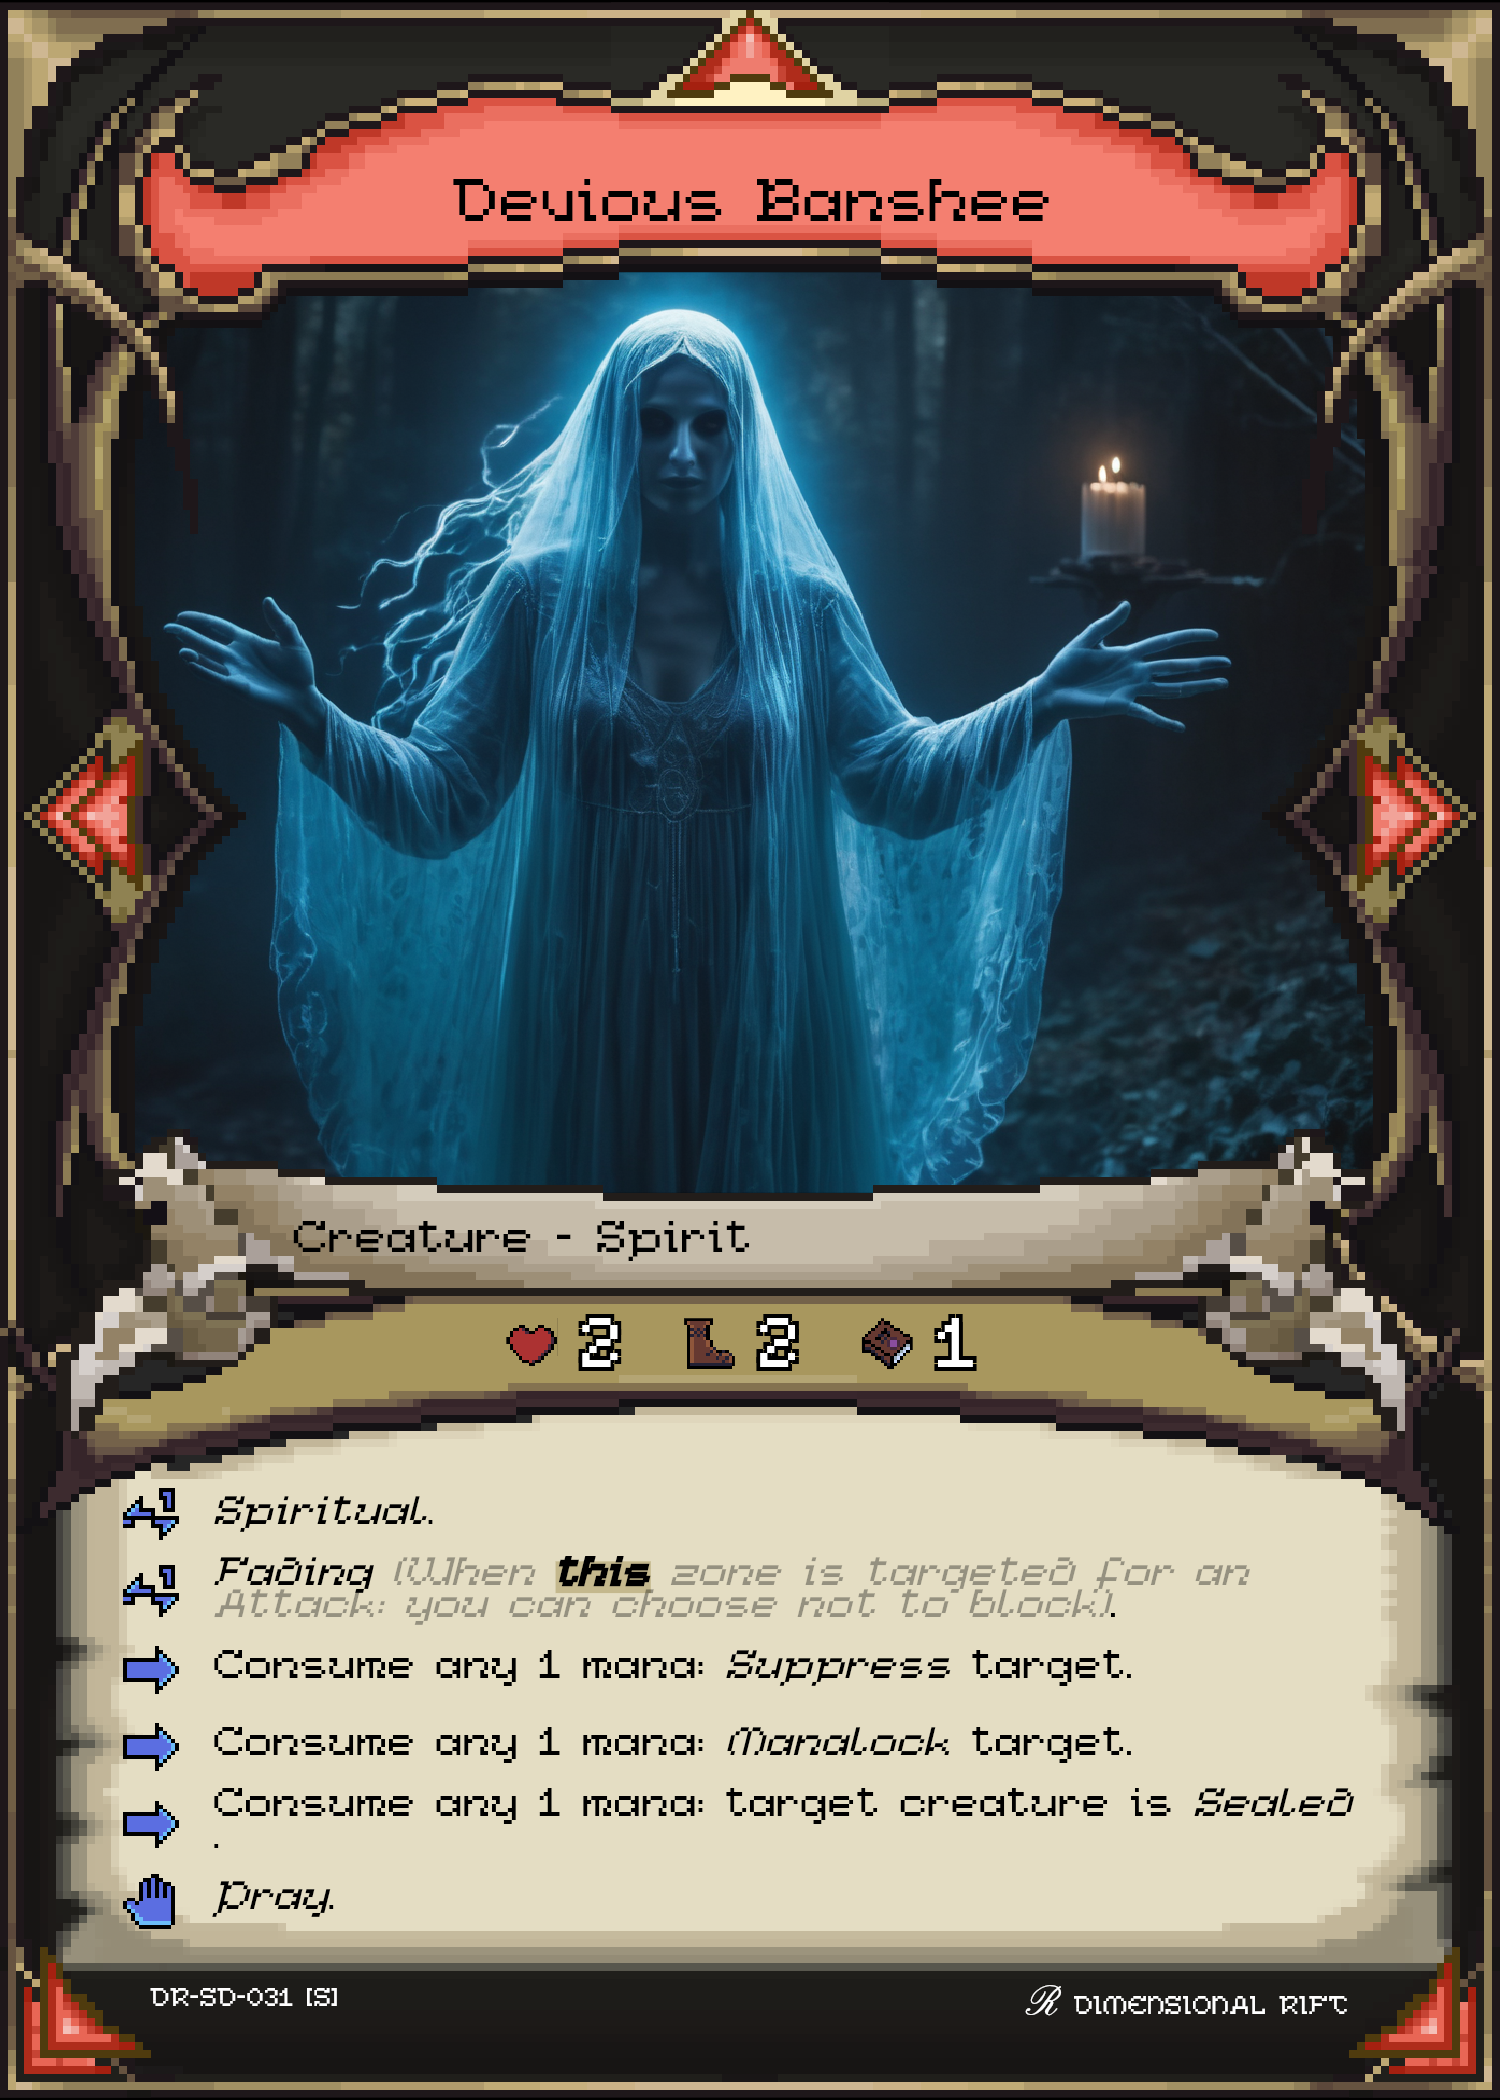 Devious Banshee
Creature - Spirit
2 2 1
Spiritual.
Fading (When this zone is targeted for an
Attack: you can choose not to block).
Consume any 1 mana: Suppress target.
Consume any 1 mana: Manalock target.
Consume any 1 mana: target creature is Sealed
.
Pray.
DR-SD-031 [S]
R DIMENSIONAL RIFT